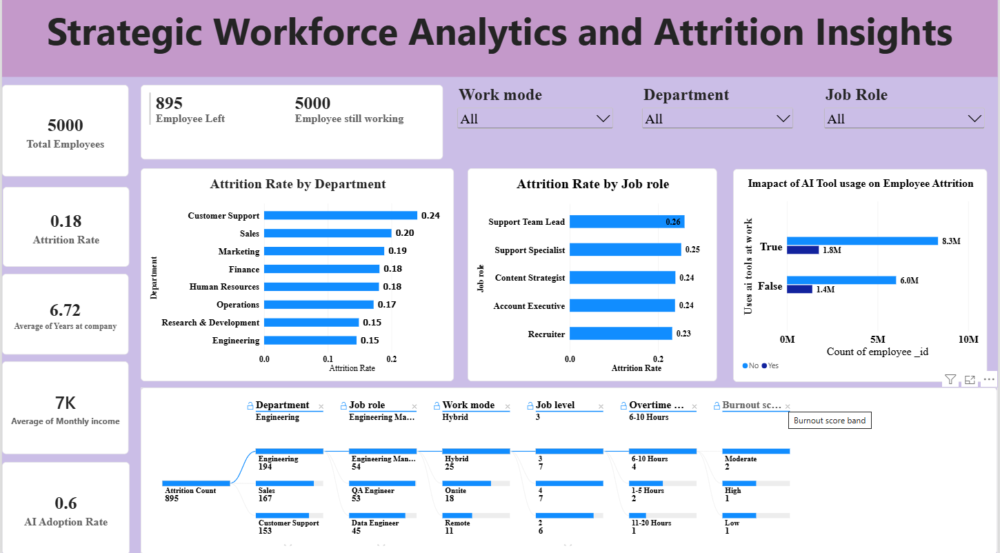 Strategic Workforce Analytics and Attrition Insights
5000
Total Employees
0.18
Attrition Rate
6.72
Average of Years at company
7K
Average of Monthly income
0.6
AI Adoption Rate
895
Employee Left
5000
Employee still working
Work mode
All
Department
All
Job Role
All
Attrition Rate by Department
Department
Customer Support 0.24
Sales 0.20
Marketing 0.19
Finance 0.18
Human Resources 0.18
Operations 0.17
Research & Development 0.15
Engineering 0.15
0.0 0.1 0.2
Attrition Rate
Attrition Rate by Job role
Job role
Support Team Lead 0.26
Support Specialist 0.25
Content Strategist 0.24
Account Executive 0.24
Recruiter 0.23
0.0 0.2
Attrition Rate
Imapact of AI Tool usage on Employee Attrition
Uses ai tools at work
True 8.3M
1.8M
False 6.0M
1.4M
0M 5M 10M
Count of employee _id
No Yes
Department Job role Work mode Job level Overtime ... Burnout sc...
Engineering Engineering Ma... Hybrid 3 6-10 Hours
Burnout score band
Attrition Count
895
Engineering
194
Sales
167
Customer Support
153
Engineering Man...
54
QA Engineer
53
Data Engineer
45
Hybrid
25
Onsite
18
Remote
11
3
7
4
7
2
6
6-10 Hours
4
1-5 Hours
2
11-20 Hours
1
Moderate
2
High
1
Low
1